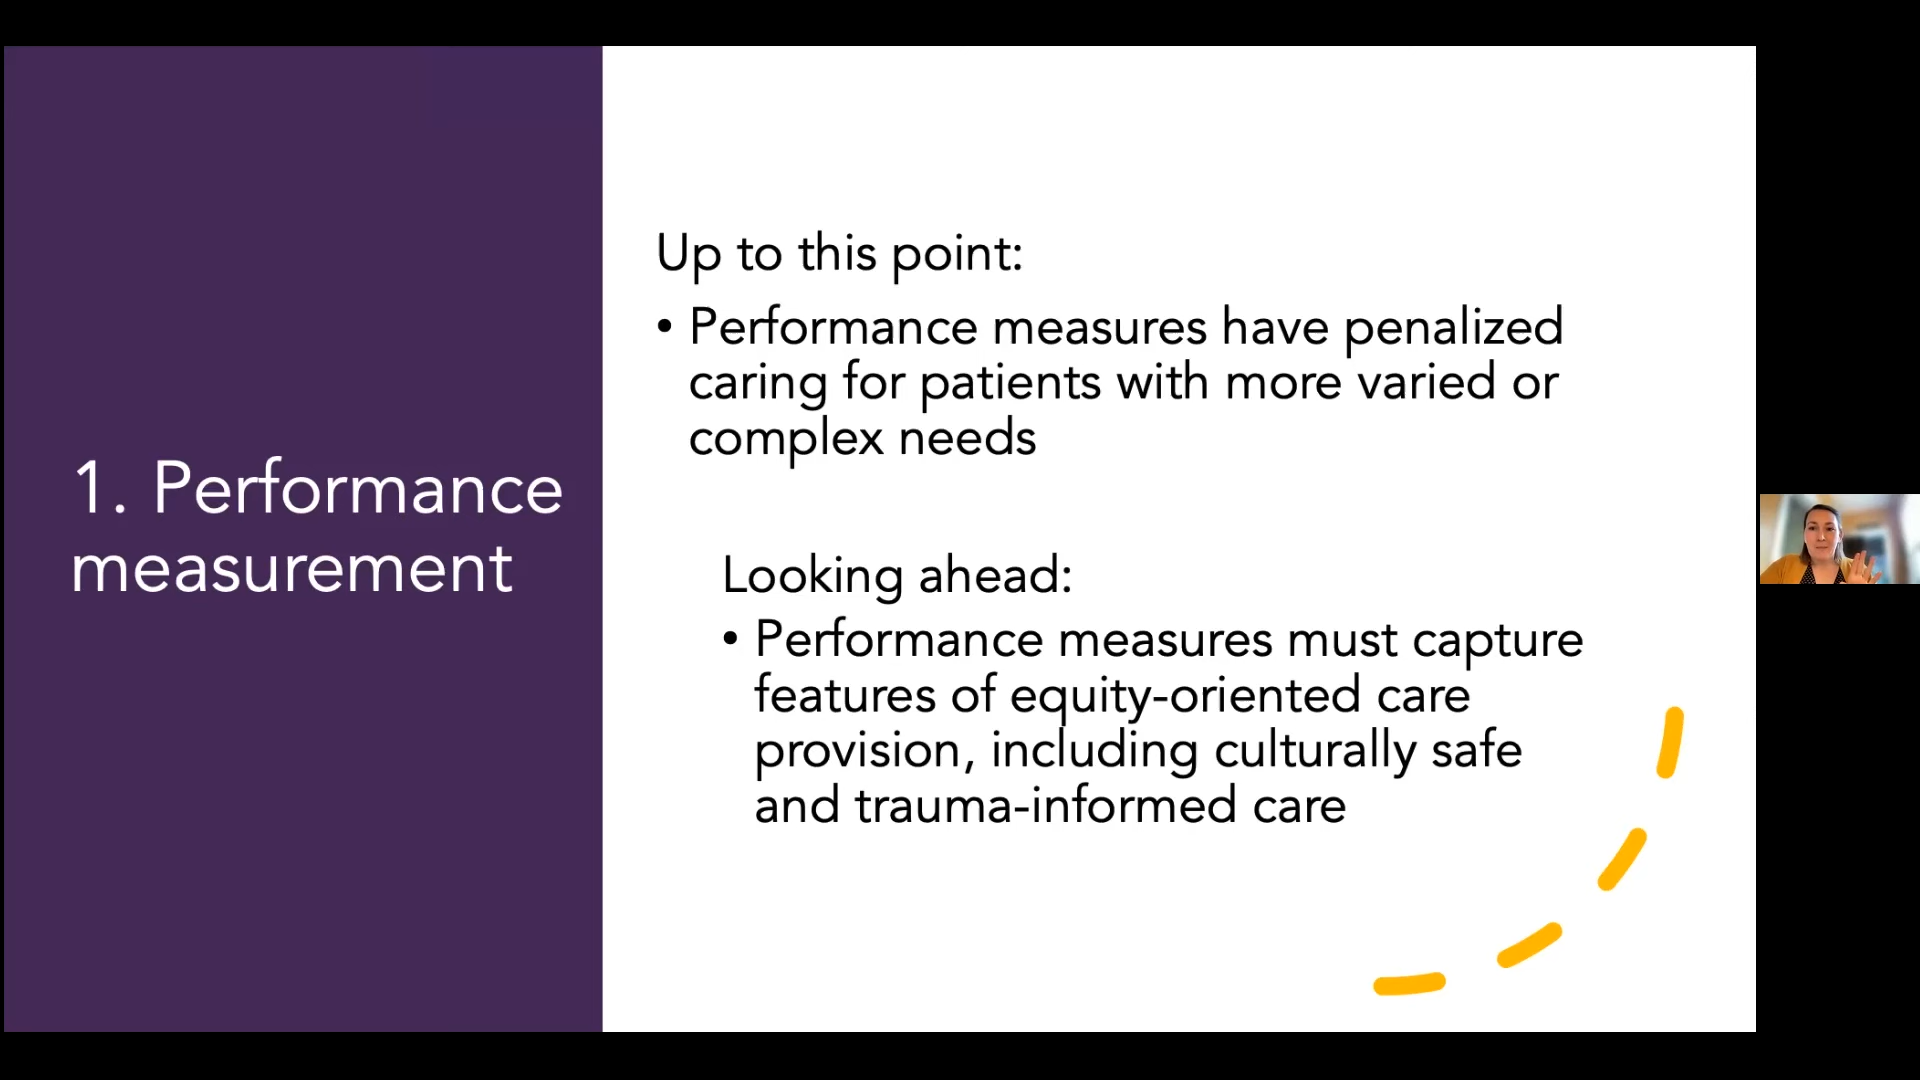 1. Performance
measurement
Up to this point:
• Performance measures have penalized
caring for patients with more varied or
complex needs
Looking ahead:
• Performance measures must capture
features of equity-oriented care
provision, including culturally safe
and trauma-informed care